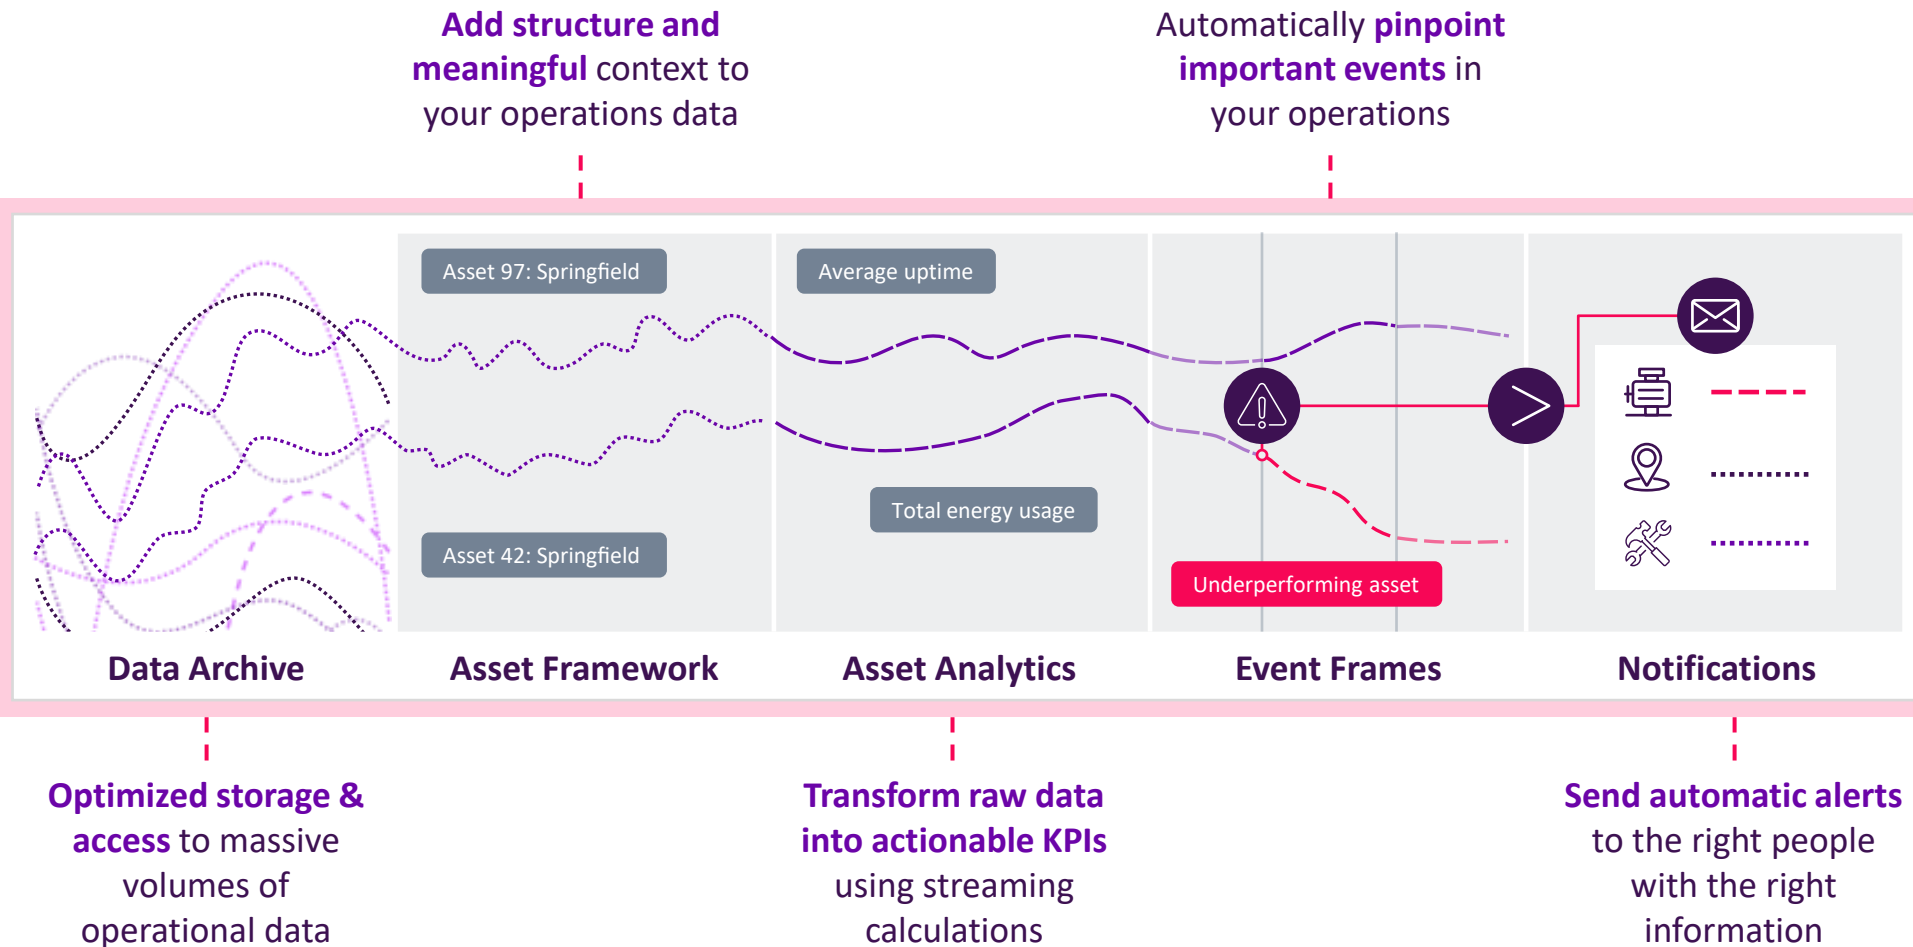 Add structure and
meaningful context to
your operations data
Automatically pinpoint
important events in
your operations
Asset 97: Springfield
Average uptime
Total energy usage
Asset 42: Springfield
Underperforming asset
Data Archive
Asset Framework
Asset Analytics
Event Frames
Notifications
Optimized storage &
access to massive
volumes of
operational data
Transform raw data
into actionable KPIs
using streaming
calculations
Send automatic alerts
to the right people
with the right
information